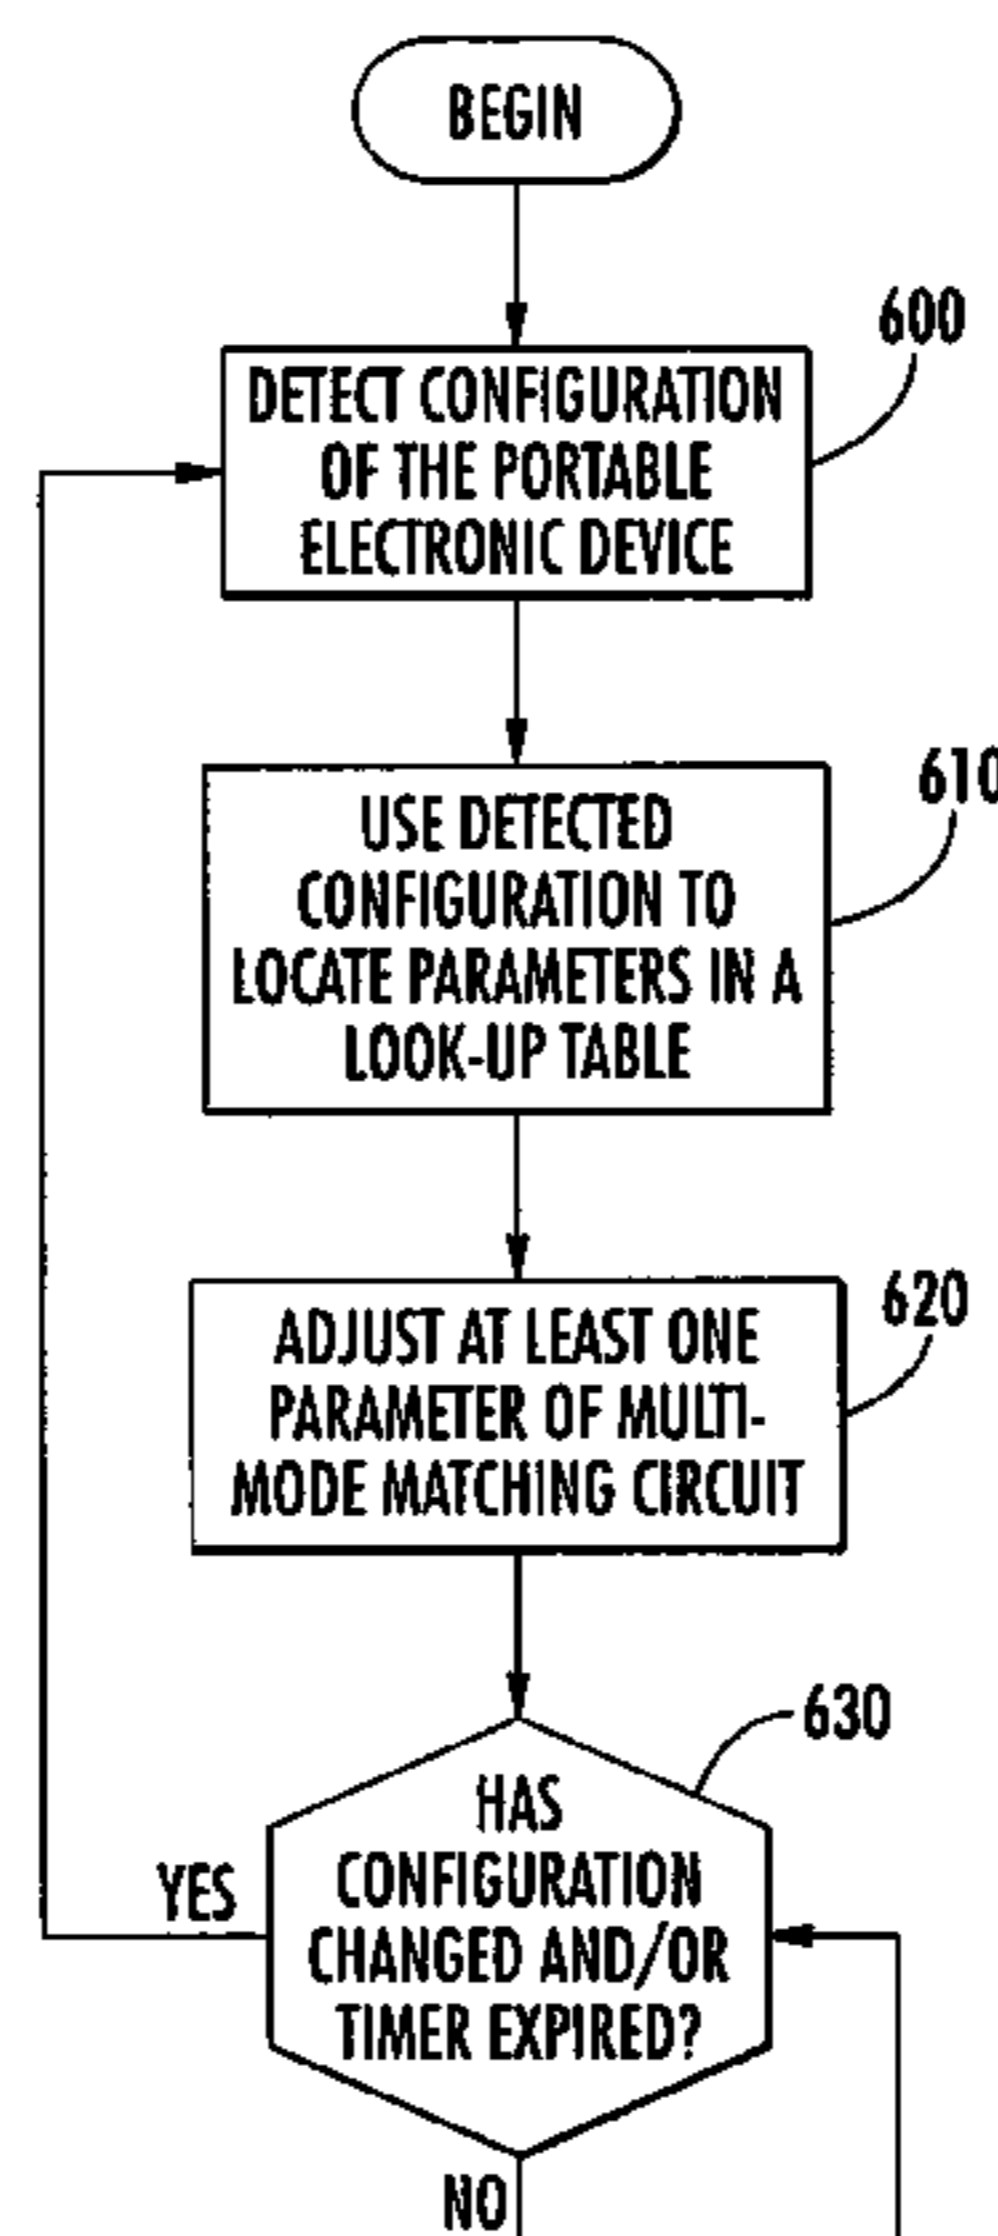 BEGIN
600
DETECT CONFIGURATION
OF THE PORTABLE
ELECTRONIC DEVICE
610
USE DETECTED
CONFIGURATION TO
LOCATE PARAMETERS IN A
LOOK-UP TABLE
620
ADJUST AT LEAST ONE
PARAMETER OF MULTI-
MODE MATCHING CIRCUIT
630
HAS
CONFIGURATION
CHANGED AND/OR
TIMER EXPIRED?
YES
NO